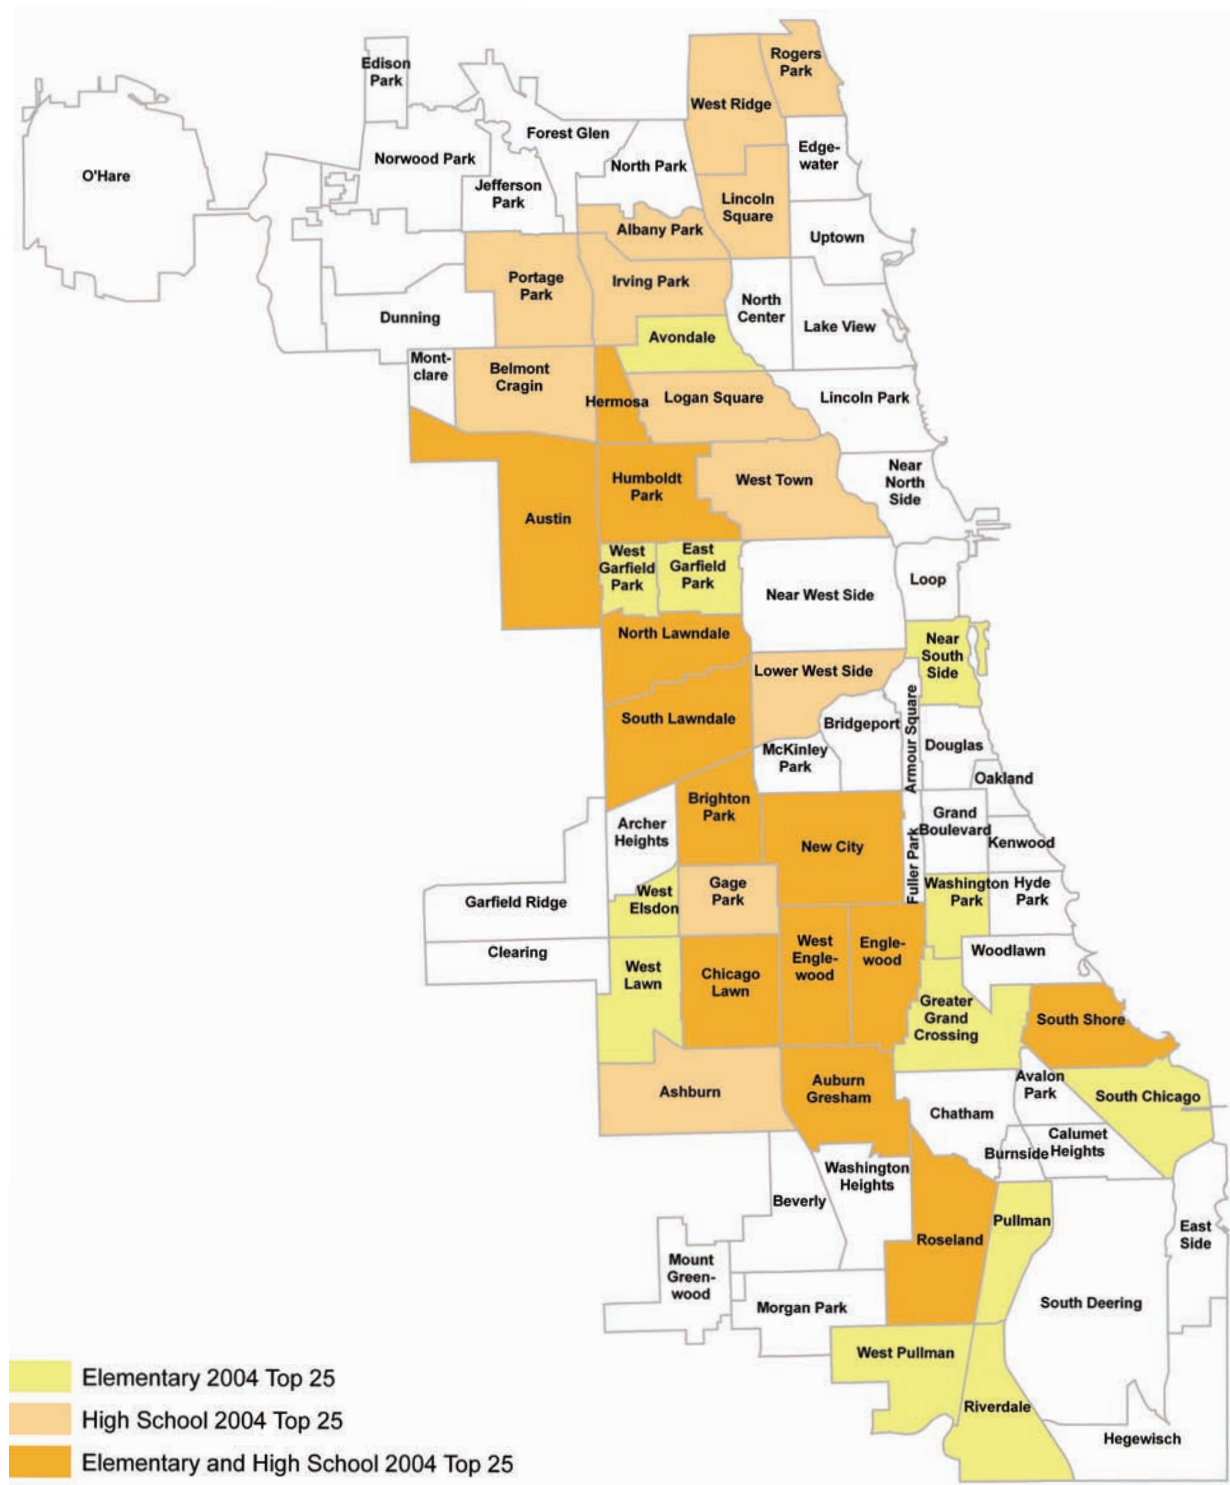 Edison
Park
Rogers
Park
West Ridge
Forest Glen
Edge-
water
Norwood Park
North Park
O'Hare
Jefferson
Park
Lincoln
Square
Albany Park
Uptown
Portage
Park
Irving Park
North
Center
Dunning
Lake View
Avondale
Mont-
clare
Belmont
Cragin
Hermosa
Logan Square
Lincoln Park
Humboldt
Park
West Town
Near
North
Side
Austin
West
Garfield
Park
East
Garfield
Park
Loop
Near West Side
North Lawndale
Near
South
Side
Lower West Side
South Lawndale
Bridgeport
Armour Square
Douglas
McKinley
Park
Oakland
Brighton
Park
Archer
Heights
Grand
Boulevard
New City
Fuller Park
Kenwood
West
Elsdon
Gage
Park
Washington
Park
Hyde
Park
Garfield Ridge
Clearing
West
Lawn
Chicago
Lawn
West
Engle-
wood
Engle-
wood
Woodlawn
Greater
Grand
Crossing
South Shore
Ashburn
Auburn
Gresham
Avalon
Park
South Chicago
Chatham
Calumet
Heights
Burnside
Washington
Heights
Beverly
Pullman
Roseland
East
Side
Mount
Green-
wood
Morgan Park
South Deering
West Pullman
Riverdale
Hegewisch
Elementary 2004 Top 25
High School 2004 Top 25
Elementary and High School 2004 Top 25